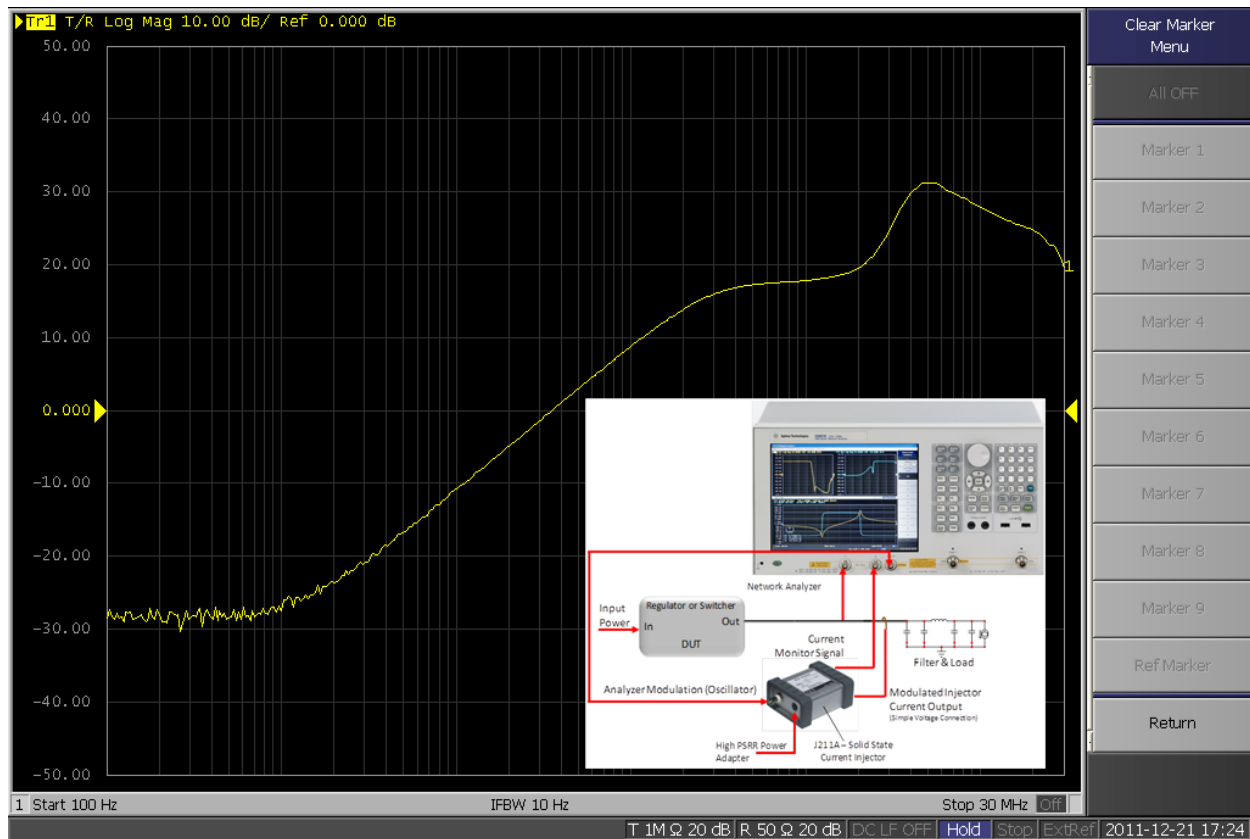 Tr1 T/R Log Mag 10.00 dB/ Ref 0.000 dB
50.00
40.00
30.00
20.00
10.00
0.000
-10.00
-20.00
-30.00
-40.00
-50.00
1
Network Analyzer
Input
Power
Regulator or Switcher
In
Out
DUT
Current
Monitor Signal
Filter & Load
Analyzer Modulation (Oscillator)
Modulated Injector
Current Output
(Simple Voltage Connection)
High PSRR Power
Adapter
J211A – Solid State
Current Injector
1 Start 100 Hz
IFBW 10 Hz
Stop 30 MHz Off
T 1M Ω 20 dB R 50 Ω 20 dB DC LF OFF Hold Stop ExtRef 2011-12-21 17:24
Clear Marker
Menu
All OFF
Marker 1
Marker 2
Marker 3
Marker 4
Marker 5
Marker 6
Marker 7
Marker 8
Marker 9
Ref Marker
Return